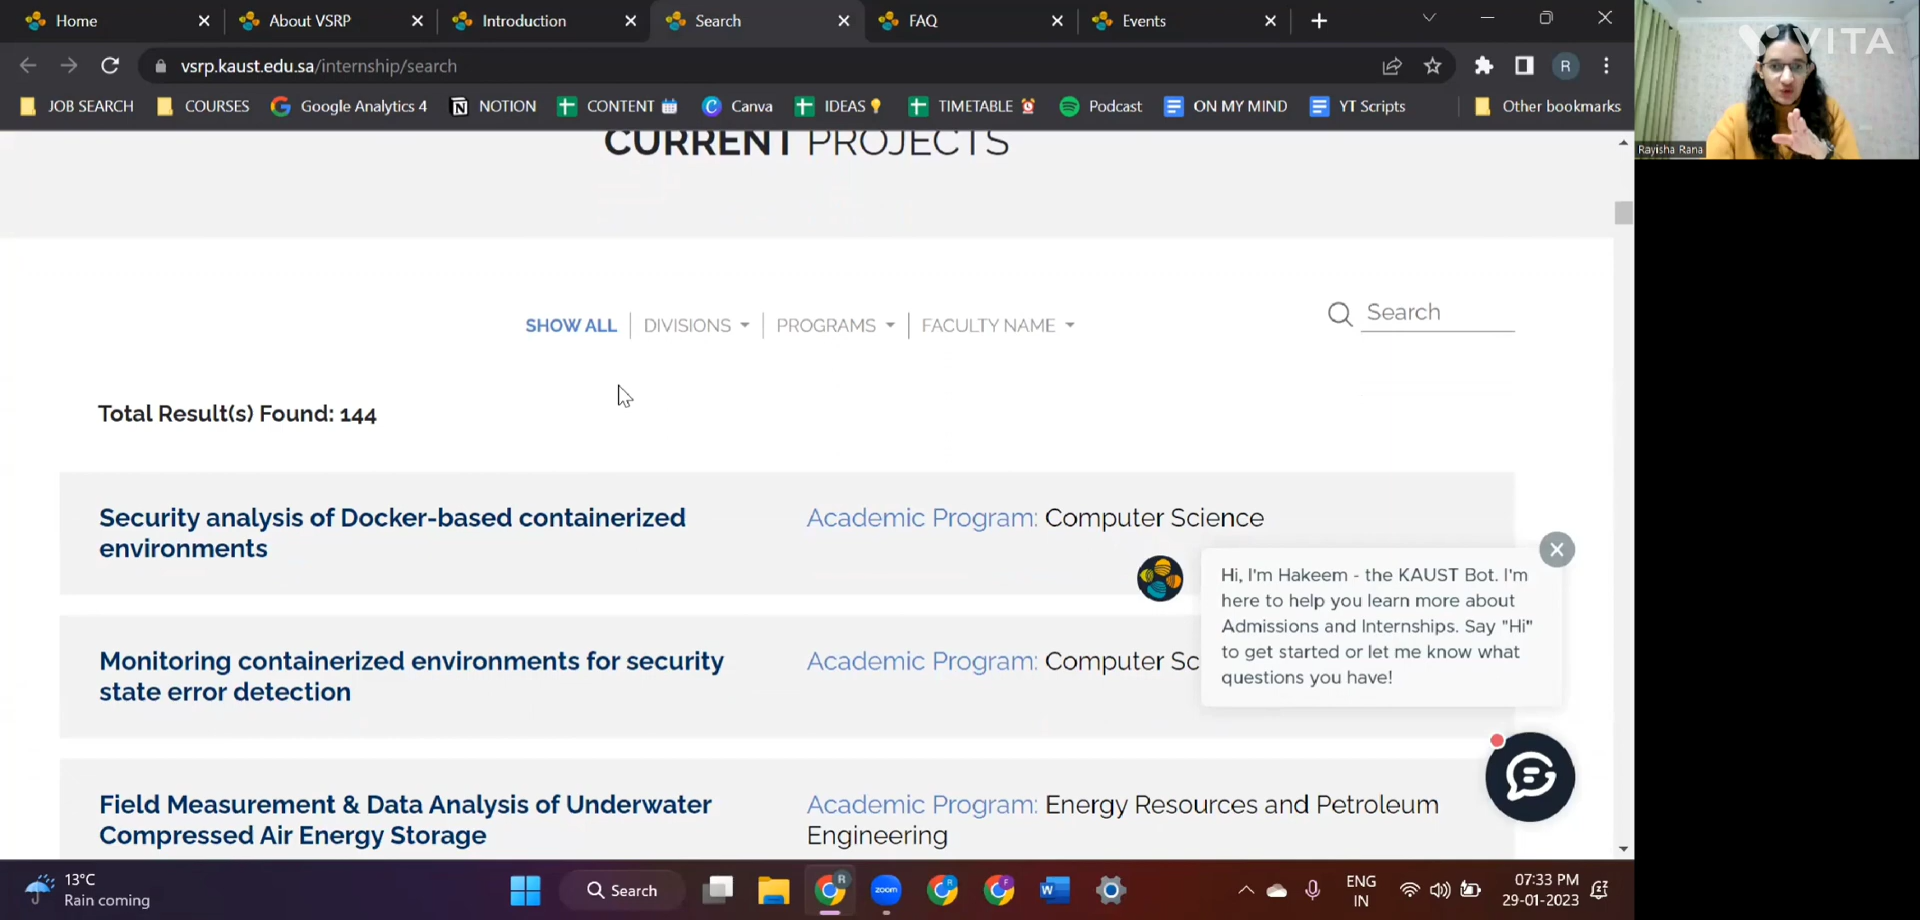 Home
About VSRP
Introduction
Search
FAQ
Events
vsrp.kaust.edu.sa/internship/search
R
JOB SEARCH
COURSES
Google Analytics 4
NOTION
CONTENT
Canva
IDEAS
TIMETABLE
Podcast
ON MY MIND
YT Scripts
Other bookmarks
VITA
Rayisha Rana
CURRENT PROJECTS
SHOW ALL
DIVISIONS
PROGRAMS
FACULTY NAME
Search
Total Result(s) Found: 144
Security analysis of Docker-based containerized
environments
Academic Program: Computer Science
Monitoring containerized environments for security
state error detection
Academic Program: Computer Sc
Field Measurement & Data Analysis of Underwater
Compressed Air Energy Storage
Academic Program: Energy Resources and Petroleum
Engineering
Hi, I'm Hakeem - the KAUST Bot. I'm
here to help you learn more about
Admissions and Internships. Say "Hi"
to get started or let me know what
questions you have!
13°C
Rain coming
Search
zoom
ENG
IN
07:33 PM
29-01-2023